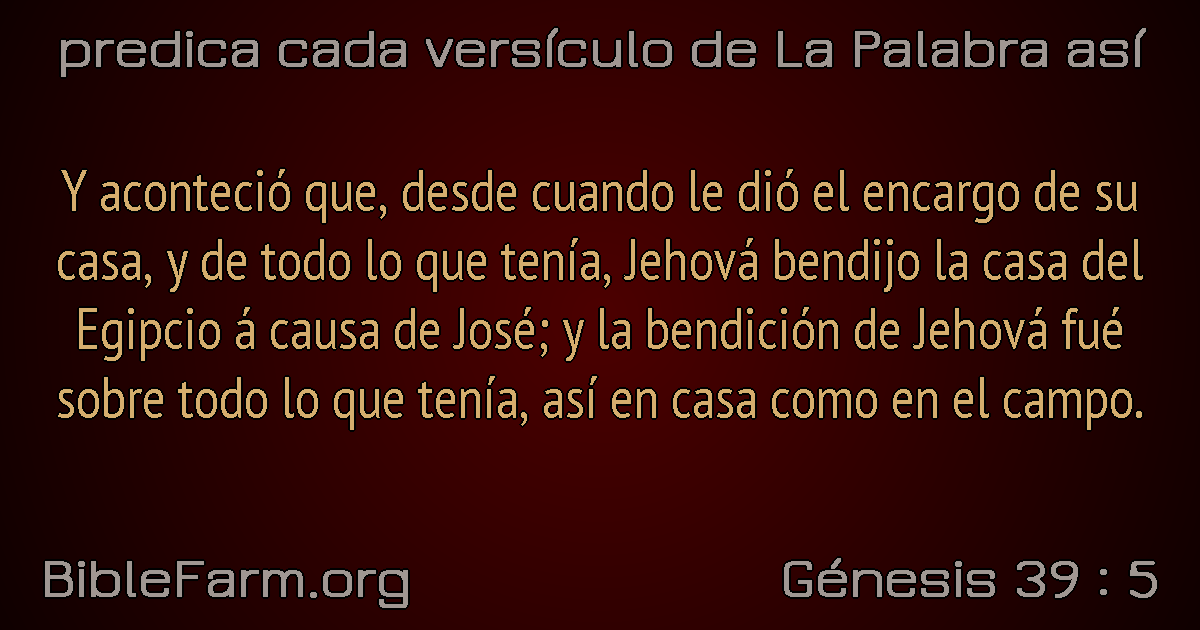 predica cada versículo de La Palabra así
Y aconteció que, desde cuando le dió el encargo de su
casa, y de todo lo que tenía, Jehová bendijo la casa del
Egipcio á causa de José; y la bendición de Jehová fué
sobre todo lo que tenía, así en casa como en el campo.
BibleFarm.org
Génesis 39 : 5